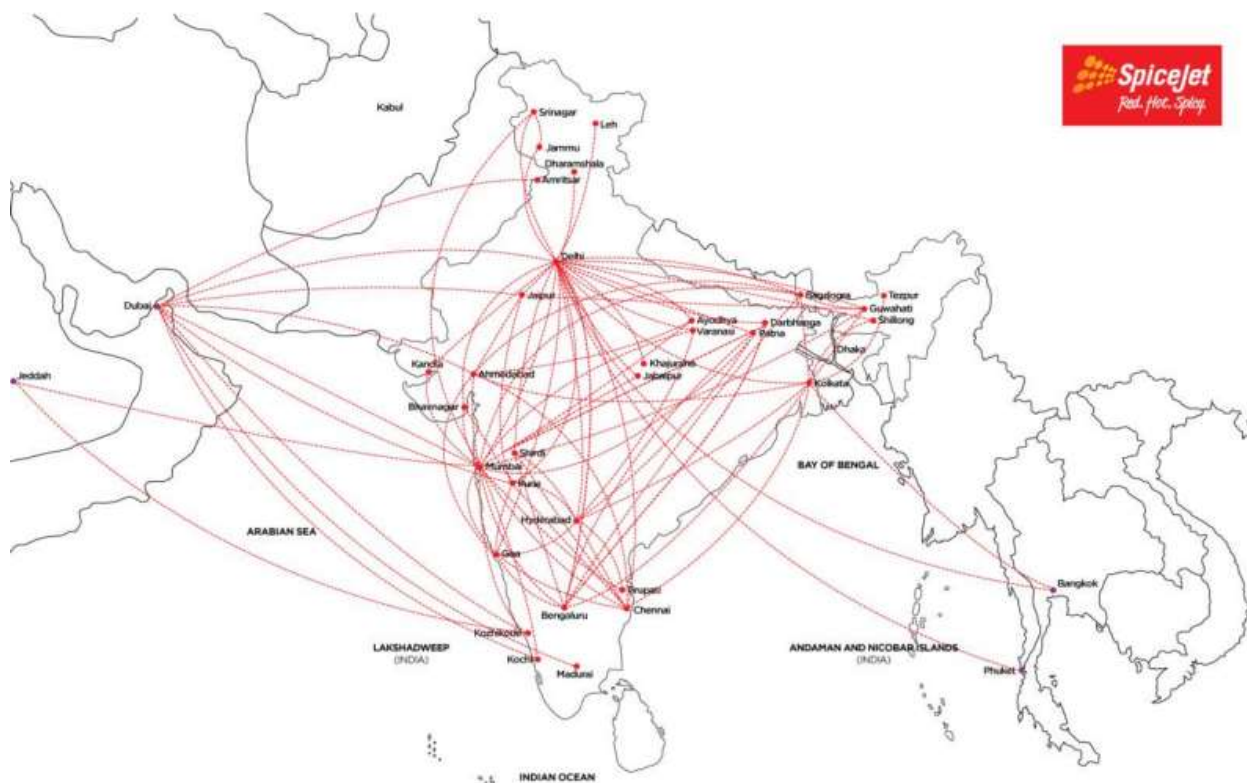 SpiceJet
Red. Hot. Spicy.
Kabul
Srinagar
Leh
Jammu
Dharamshala
Amritsar
Delhi
Dubai
Jaipur
Bagdogra
Tezpur
Guwahati
Shillong
Ayodhya
Darbhanga
Varanasi
Patna
Dhaka
Kandla
Khajuraho
Jeddah
Ahmedabad
Jabalpur
Kolkata
Bhavnagar
Shirdi
Mumbai
BAY OF BENGAL
Pune
Hyderabad
ARABIAN SEA
Goa
Tirupati
Bangkok
Bengaluru
Chennai
Kozhikode
LAKSHADWEEP
(INDIA)
ANDAMAN AND NICOBAR ISLANDS
(INDIA)
Kochi
Madurai
Phuket
INDIAN OCEAN